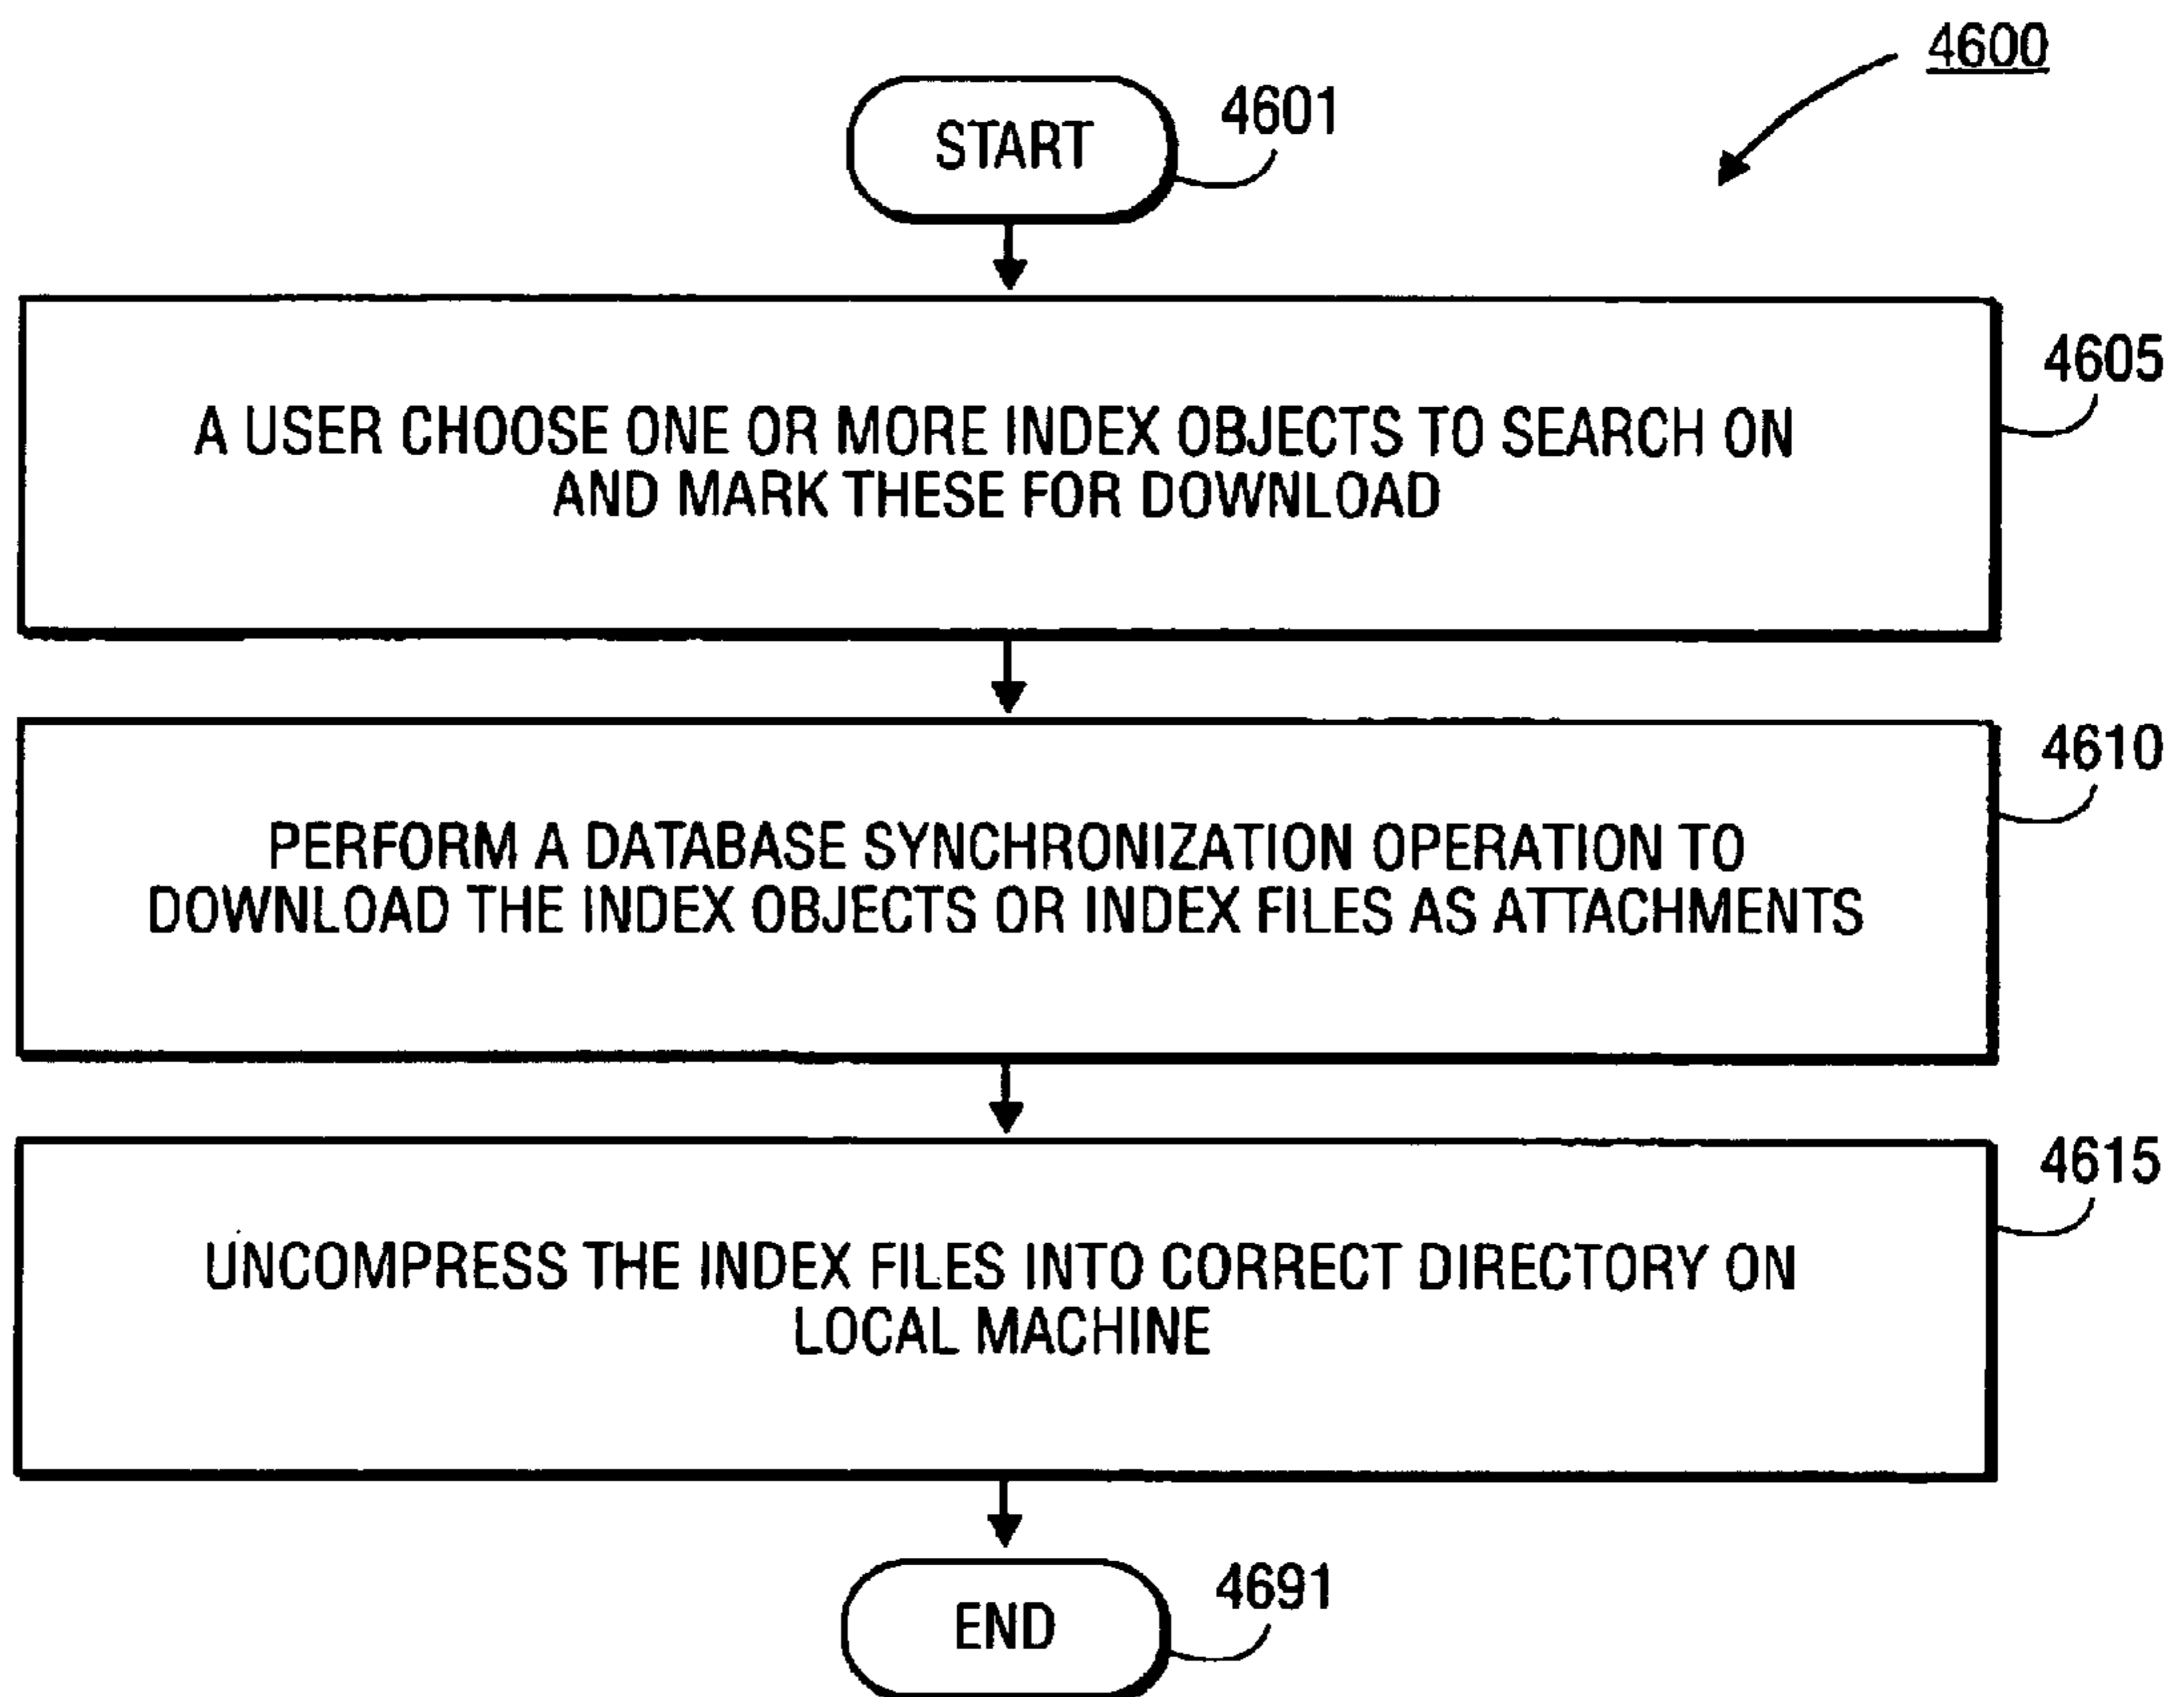 4600
START
4601
4605
A USER CHOOSE ONE OR MORE INDEX OBJECTS TO SEARCH ON
AND MARK THESE FOR DOWNLOAD
4610
PERFORM A DATABASE SYNCHRONIZATION OPERATION TO
DOWNLOAD THE INDEX OBJECTS OR INDEX FILES AS ATTACHMENTS
4615
UNCOMPRESS THE INDEX FILES INTO CORRECT DIRECTORY ON
LOCAL MACHINE
4691
END